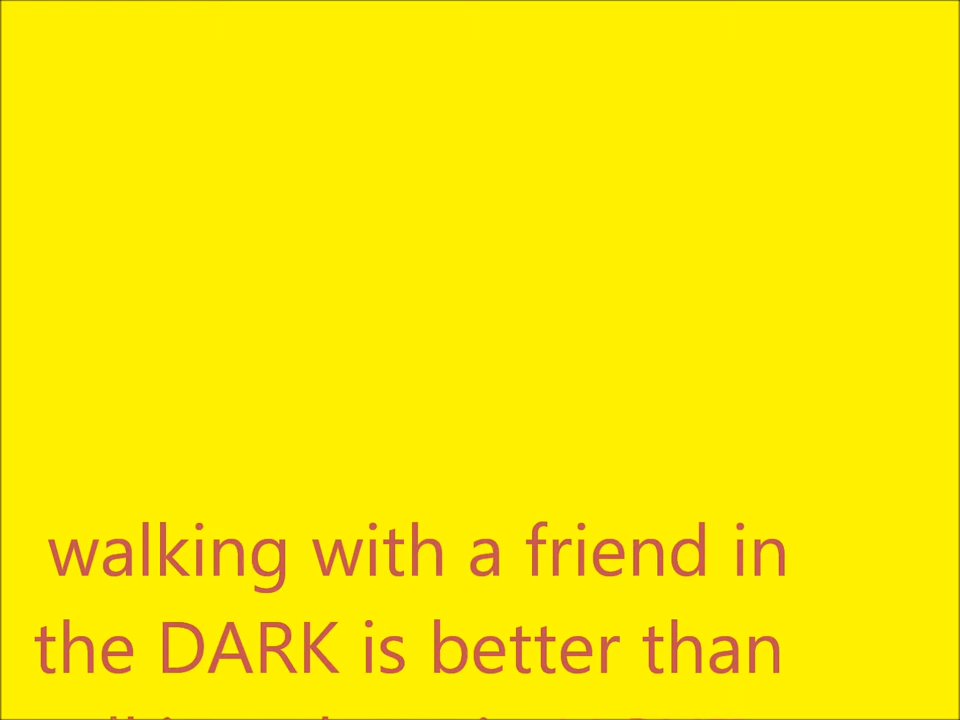 walking with a friend in
the DARK is better than